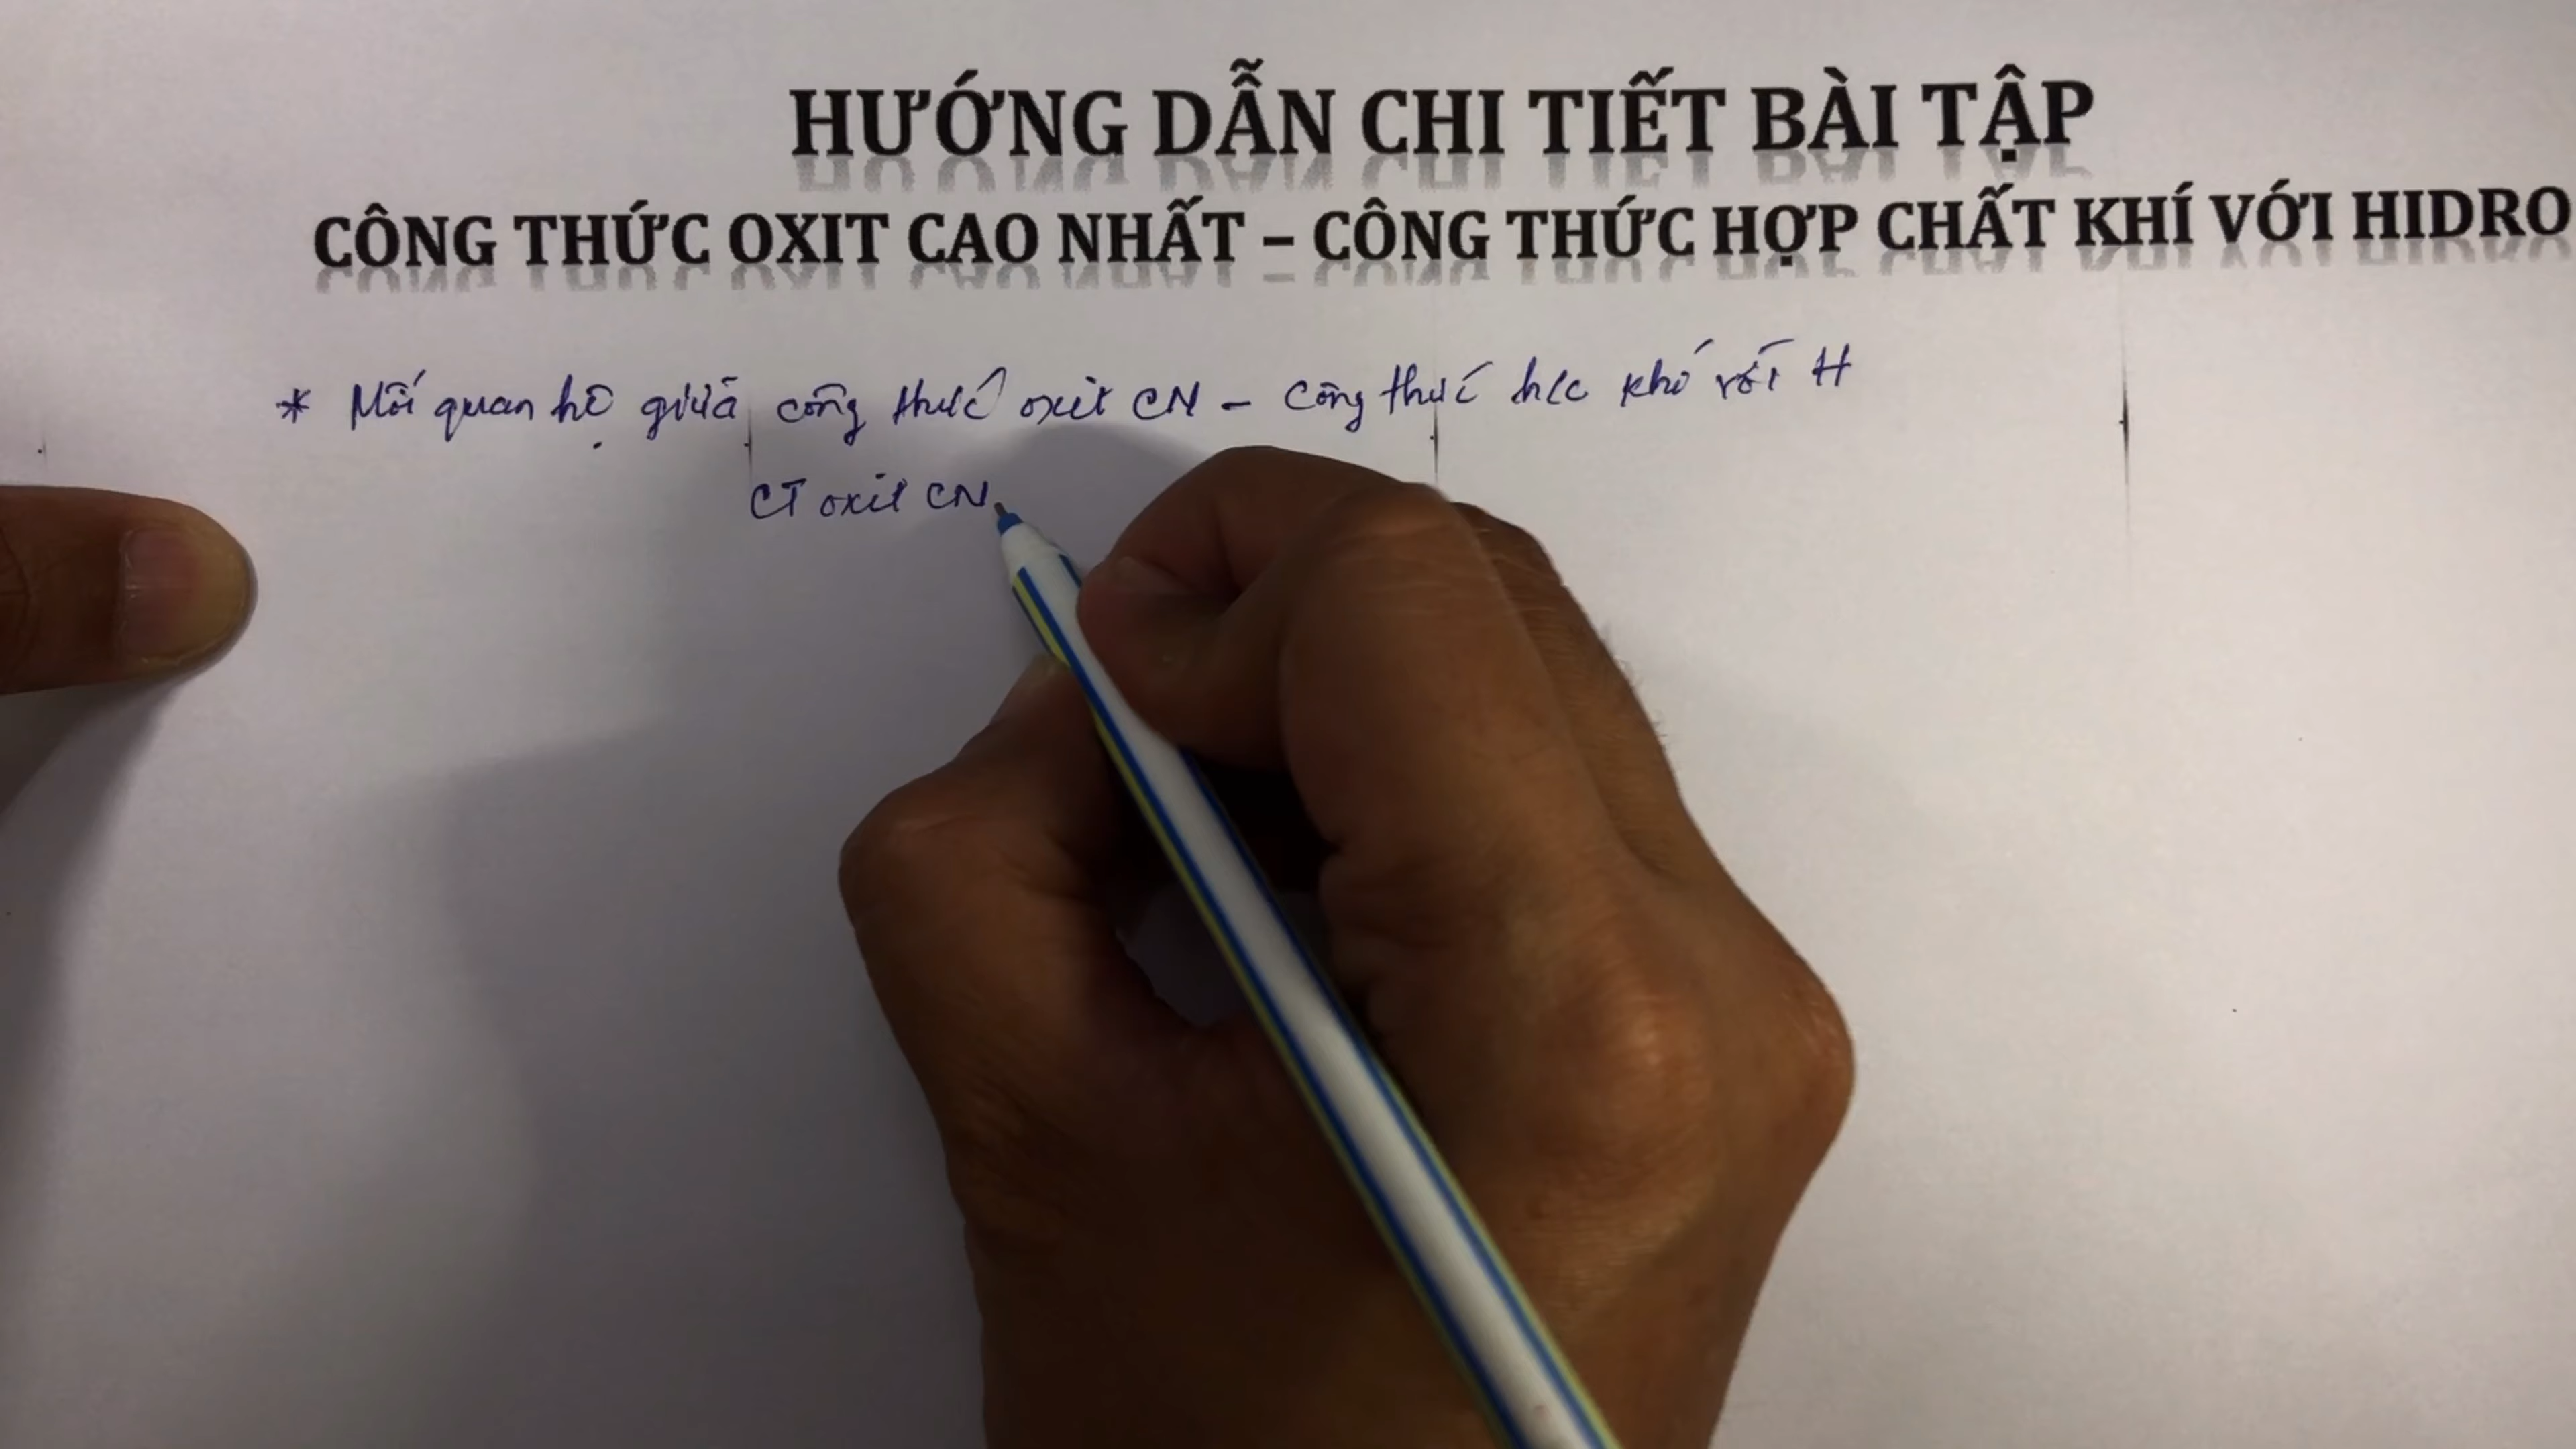 HƯỚNG DẪN CHI TIẾT BÀI TẬP
CÔNG THỨC OXIT CAO NHẤT – CÔNG THỨC HỢP CHẤT KHÍ VỚI HIDRO
* Mối quan hệ giữa công thức oxit CN – công thức h/c khí với H
CT oxit CN